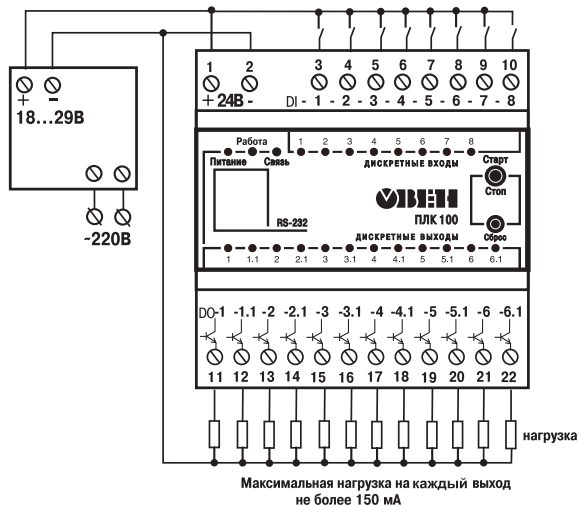 1 2 3 4 5 6 7 8 9 10
+ 24В - DI - 1 - 2 - 3 - 4 - 5 - 6 - 7 - 8
+ -
18...29В
~220В
Работа
Питание Связь
1 2 3 4 5 6 7 8
ДИСКРЕТНЫЕ ВХОДЫ
Старт
Стоп
ОВЕН
ПЛК 100
RS-232
ДИСКРЕТНЫЕ ВЫХОДЫ
Сброс
1 1.1 2 2.1 3 3.1 4 4.1 5 5.1 6 6.1
DO-1 -1.1 -2 -2.1 -3 -3.1 -4 -4.1 -5 -5.1 -6 -6.1
11 12 13 14 15 16 17 18 19 20 21 22
нагрузка
Максимальная нагрузка на каждый выход
не более 150 мА